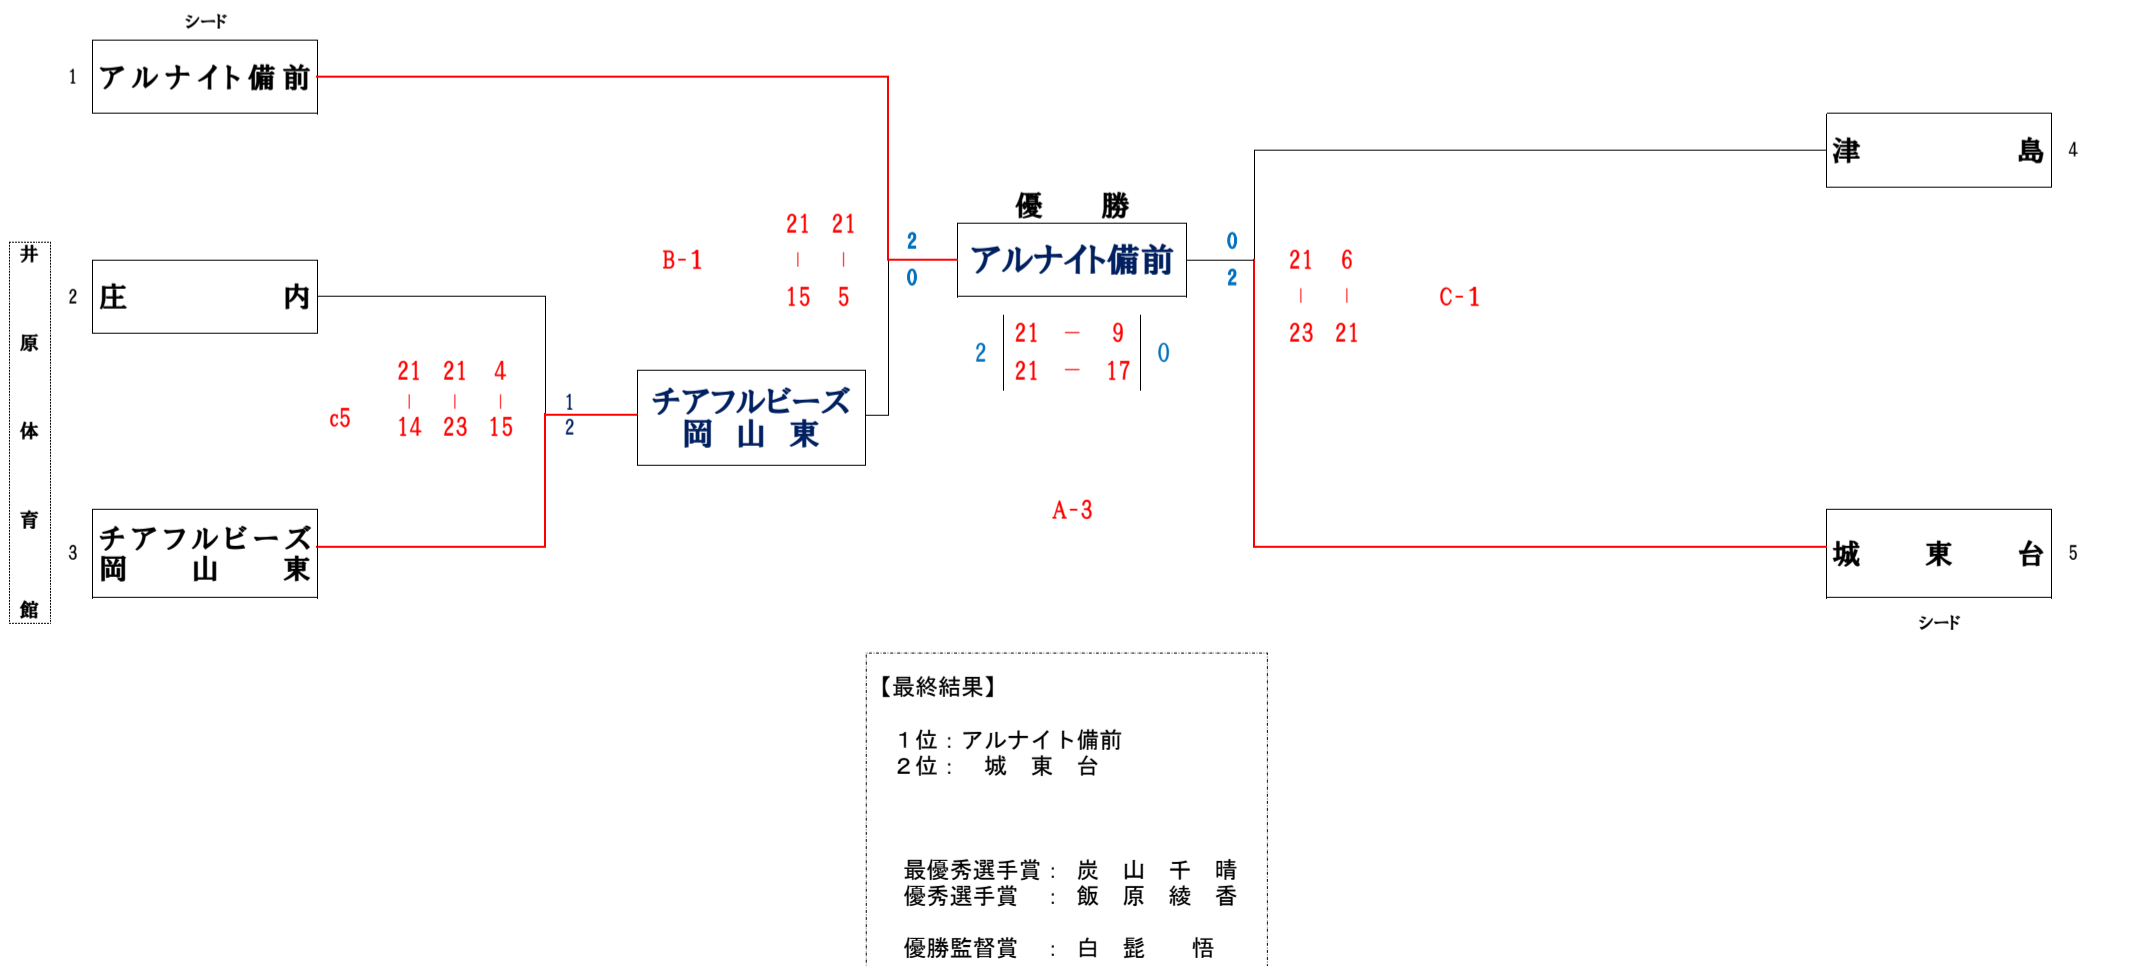 シード
1 アルナイト備前
津島 4
優勝
アルナイト備前
井原体育館
2 庄内
B-1
21 21
| |
15 5
2
0
0
2
21 6
| |
23 21
C-1
2 21 － 9 0
21 － 17
c5
21 21 4
| | |
14 23 15
1
2
チアフルビーズ
岡山東
A-3
3 チアフルビーズ
岡山東
城東台 5
シード
【最終結果】
１位：アルナイト備前
２位：　城　東　台
最優秀選手賞：　炭　山　千　晴
優秀選手賞　：　飯　原　綾　香
優勝監督賞　：　白　髭　　悟